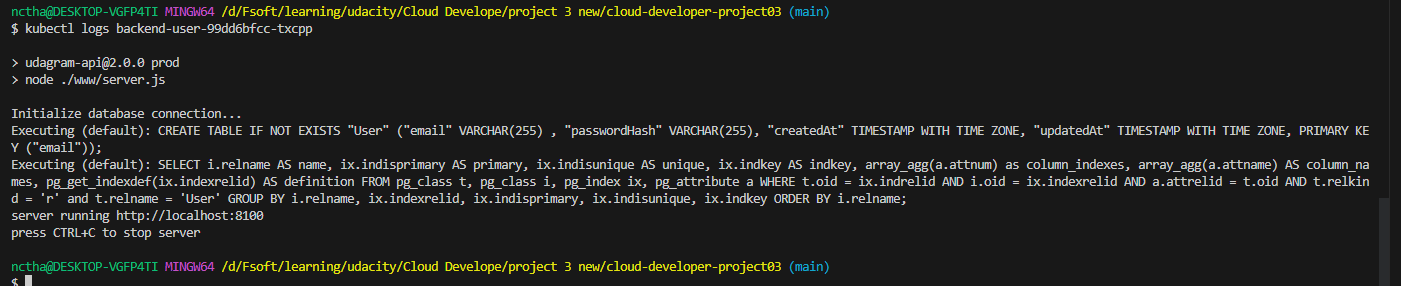 nctha@DESKTOP-VGFP4TI MINGW64 /d/Fsoft/learning/udacity/Cloud Develope/project 3 new/cloud-developer-project03 (main)
$ kubectl logs backend-user-99dd6bfcc-txcpp
> udagram-api@2.0.0 prod
> node ./www/server.js
Initialize database connection...
Executing (default): CREATE TABLE IF NOT EXISTS "User" ("email" VARCHAR(255) , "passwordHash" VARCHAR(255), "createdAt" TIMESTAMP WITH TIME ZONE, "updatedAt" TIMESTAMP WITH TIME ZONE, PRIMARY KE
Y ("email"));
Executing (default): SELECT i.relname AS name, ix.indisprimary AS primary, ix.indisunique AS unique, ix.indkey AS indkey, array_agg(a.attnum) as column_indexes, array_agg(a.attname) AS column_na
mes, pg_get_indexdef(ix.indexrelid) AS definition FROM pg_class t, pg_class i, pg_index ix, pg_attribute a WHERE t.oid = ix.indrelid AND i.oid = ix.indexrelid AND a.attrelid = t.oid AND t.relkin
d = 'r' and t.relname = 'User' GROUP BY i.relname, ix.indexrelid, ix.indisprimary, ix.indisunique, ix.indkey ORDER BY i.relname;
server running http://localhost:8100
press CTRL+C to stop server
nctha@DESKTOP-VGFP4TI MINGW64 /d/Fsoft/learning/udacity/Cloud Develope/project 3 new/cloud-developer-project03 (main)
$